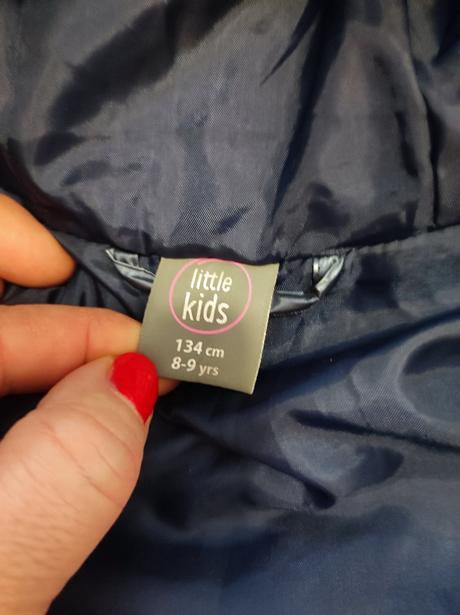 little
kids
134 cm
8-9 yrs